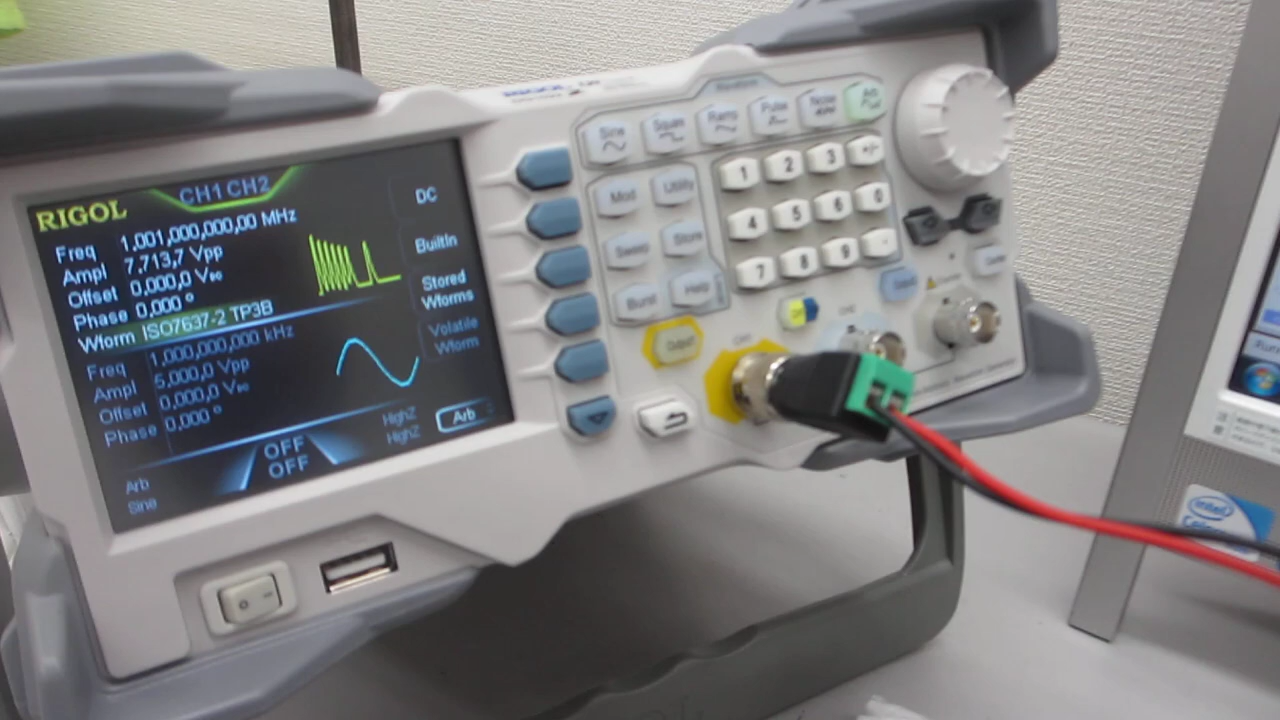 CH1 CH2
RIGOL
Freq 1,001,000,000,00 MHz
Ampl 7,713,7 Vpp
Offset 0,000,0 VDC
Phase 0,000 °
Wform ISO7637-2 TP3B
Freq 1,000,000,000 kHz
Ampl 5,000,0 Vpp
Offset 0,000,0 VDC
Phase 0,000 °
OFF
OFF
HighZ
HighZ
Arb
Sine
DC
BuiltIn
Stored
Wforms
Volatile
Wform
Arb
RIGOL
Sine
Ramp
Pulse
Noise
Arb
Mod
Utility
Sweep
Store
Burst
Help
1 2 3 +/-
4 5 6 0
7 8 9 .
Output
intel